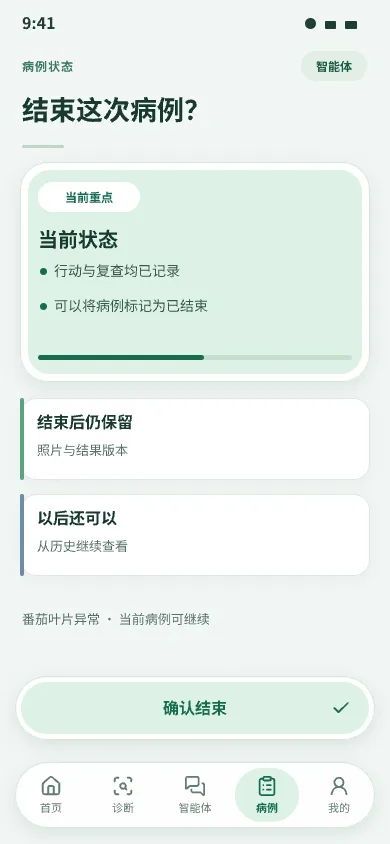 9:41
病例状态
智能体
结束这次病例？
当前重点
当前状态
行动与复查均已记录
可以将病例标记为已结束
结束后仍保留
照片与结果版本
以后还可以
从历史继续查看
番茄叶片异常 · 当前病例可继续
确认结束
首页
诊断
智能体
病例
我的